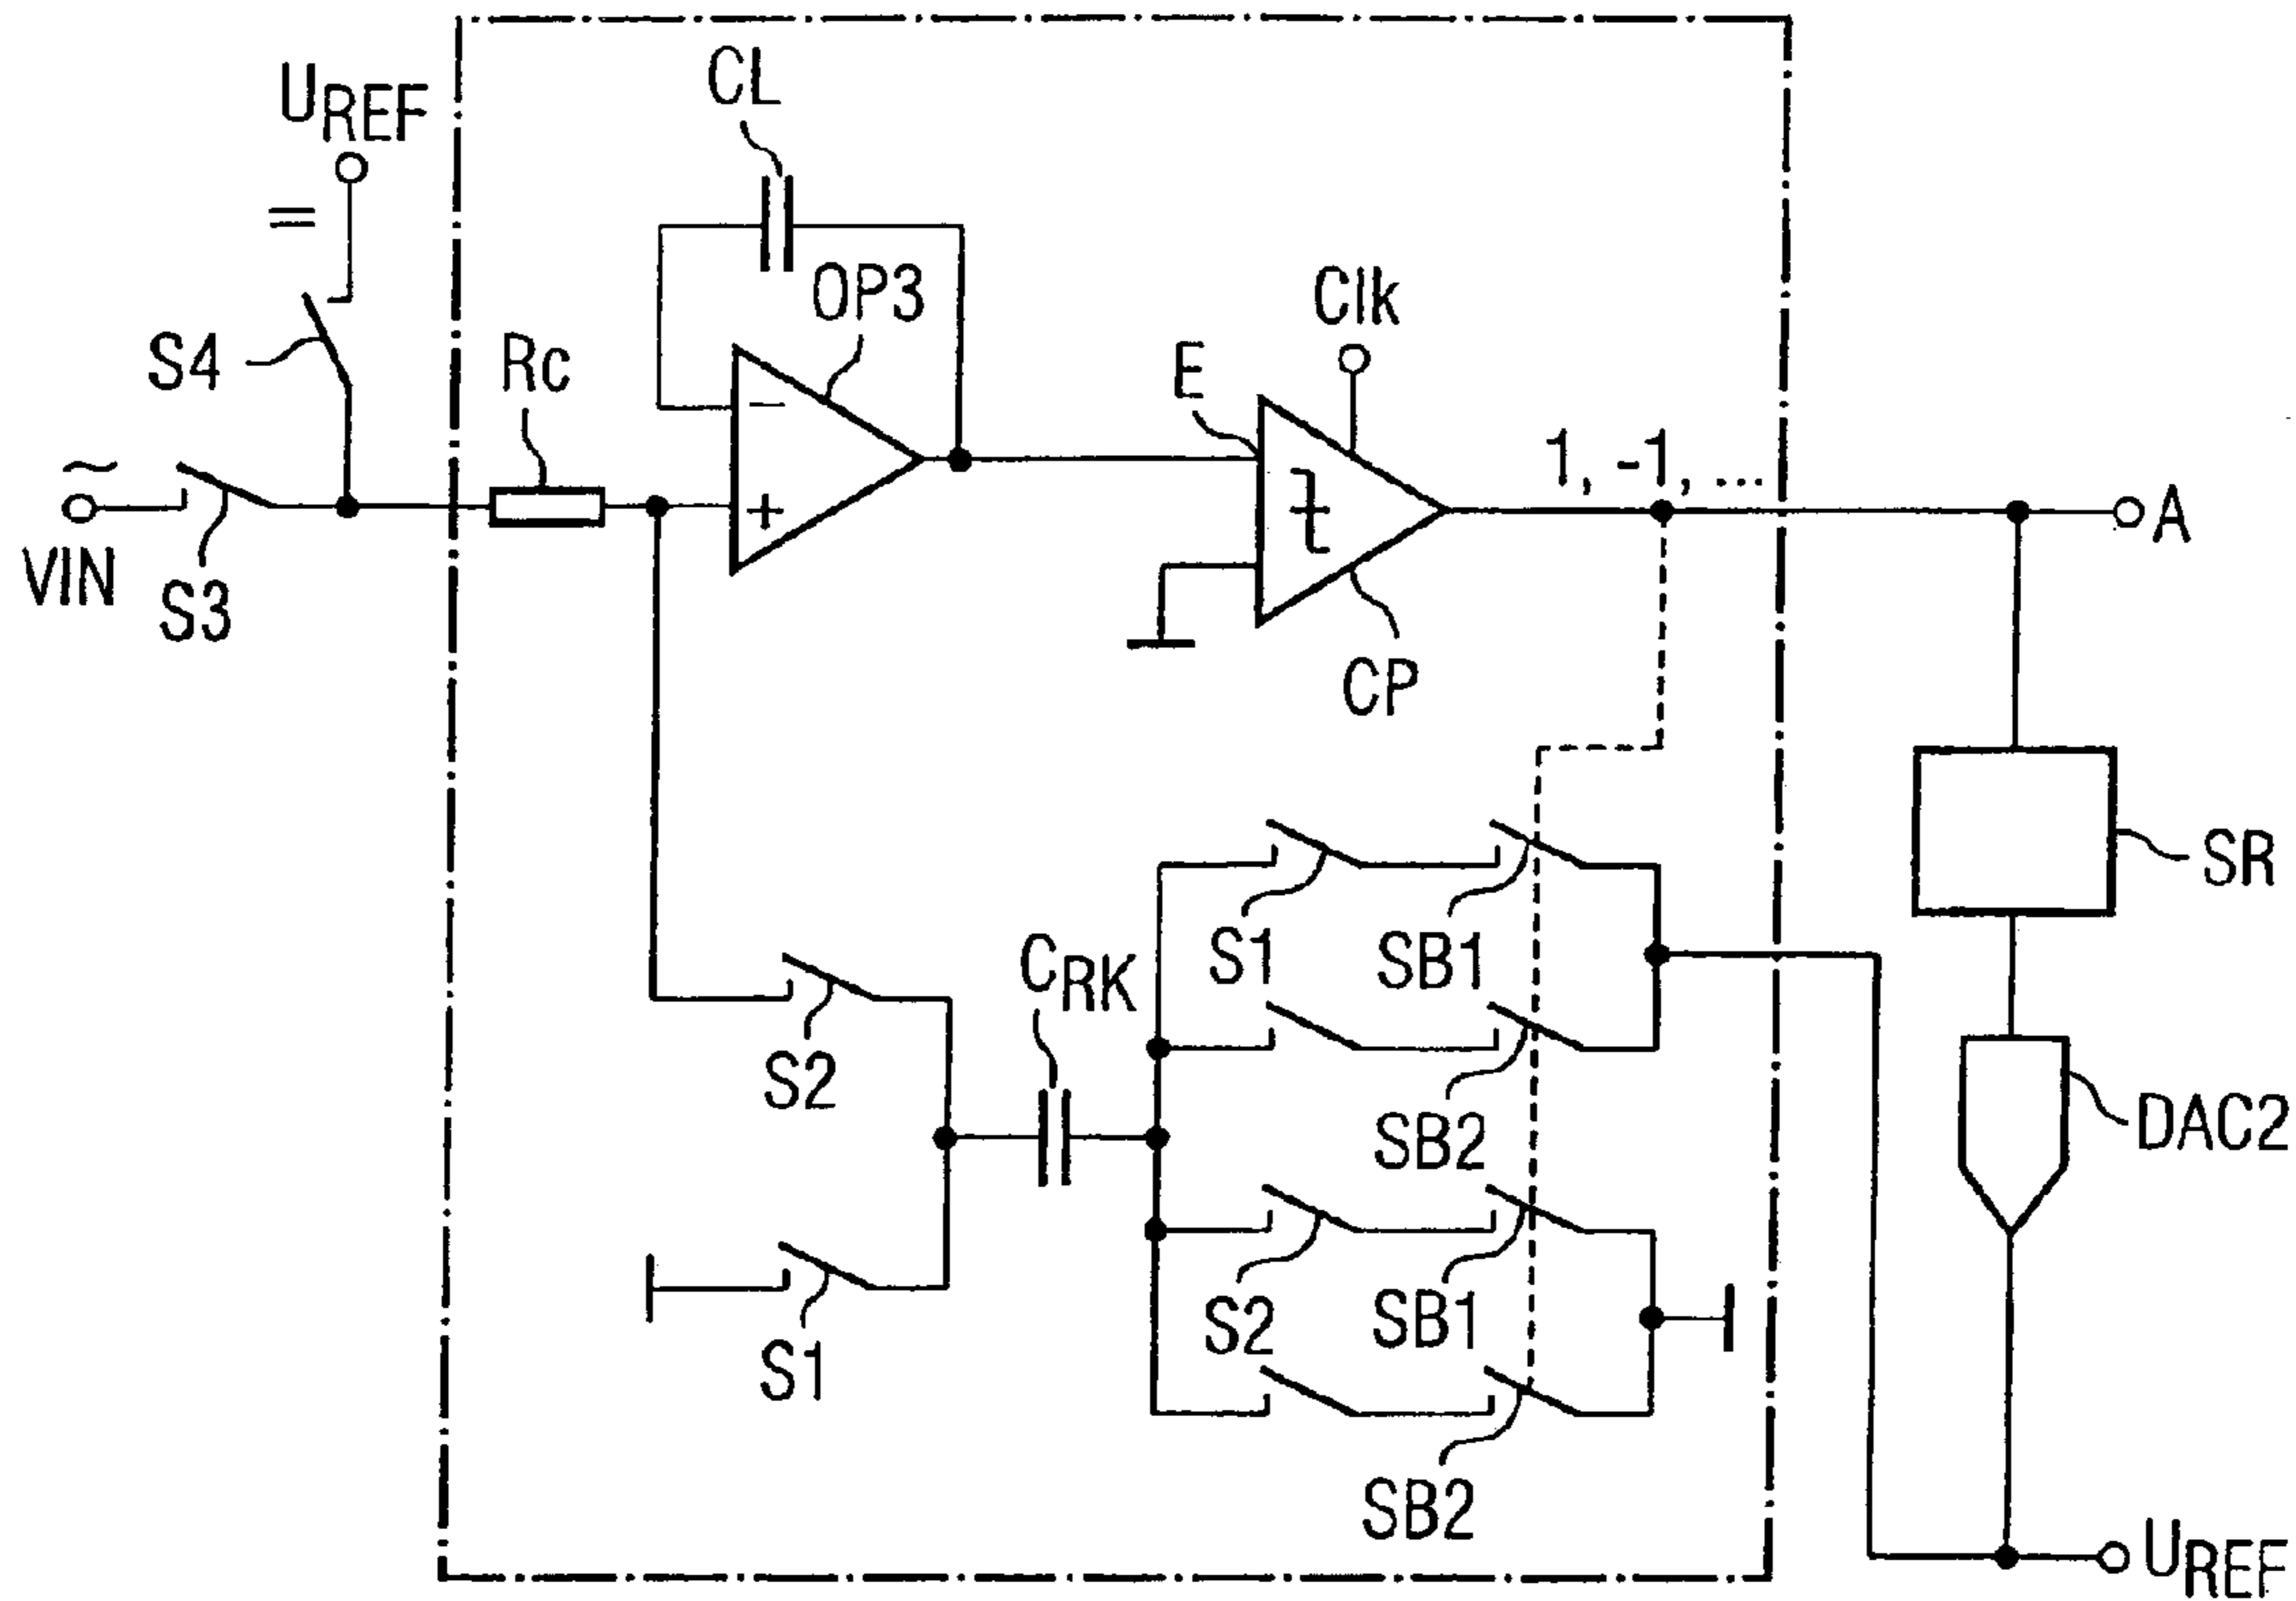 CL
UREF
=
OP3
Clk
S4
Rc
E
−
~
1, -1, ...
+
A
VIN
S3
CP
SR
CRK
S1
SB1
S2
SB2
DAC2
S2
SB1
S1
SB2
UREF